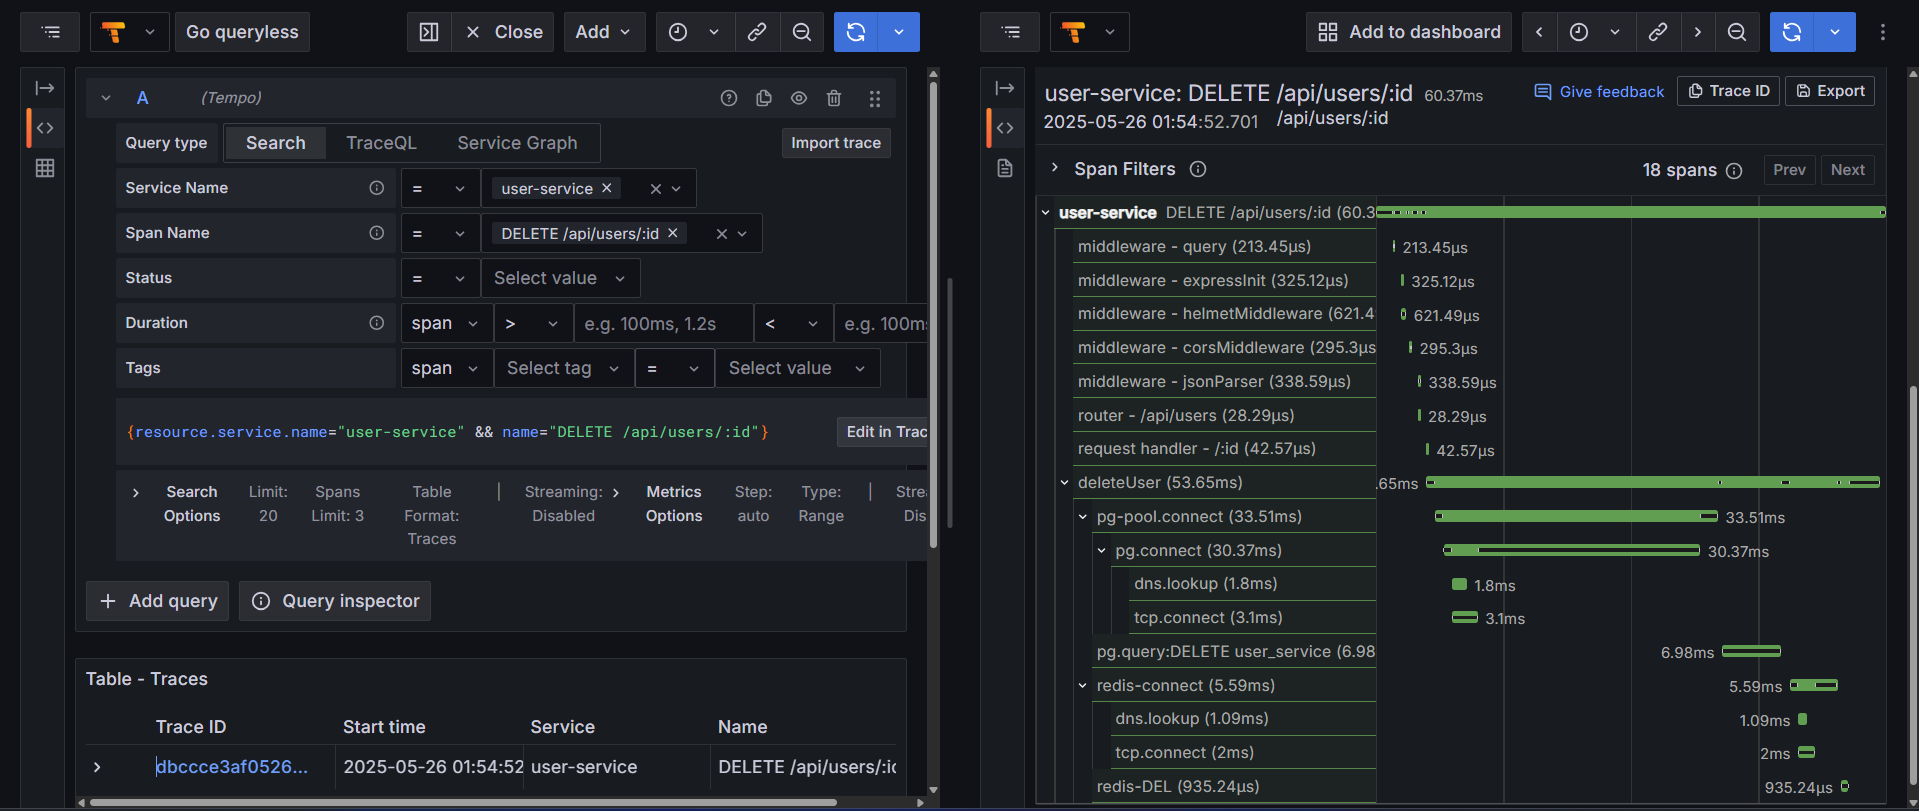 Go queryless
Close
Add
Add to dashboard
A
(Tempo)
Query type
Search
TraceQL
Service Graph
Import trace
Service Name
=
user-service
Span Name
=
DELETE /api/users/:id
Status
=
Select value
Duration
span
>
e.g. 100ms, 1.2s
<
e.g. 100ms
Tags
span
Select tag
=
Select value
{resource.service.name="user-service" && name="DELETE /api/users/:id"}
Edit in Trac
Search Options
Limit: 20
Spans Limit: 3
Table Format: Traces
|
Streaming: Disabled
Metrics Options
Step: auto
Type: Range
|
Stre
Dis
Add query
Query inspector
Table - Traces
Trace ID
Start time
Service
Name
dbccce3af0526...
2025-05-26 01:54:52
user-service
DELETE /api/users/:id
user-service: DELETE /api/users/:id 60.37ms
Give feedback
Trace ID
Export
2025-05-26 01:54:52.701
/api/users/:id
Span Filters
18 spans
Prev
Next
user-service DELETE /api/users/:id (60.3
middleware - query (213.45μs)
213.45μs
middleware - expressInit (325.12μs)
325.12μs
middleware - helmetMiddleware (621.4
621.49μs
middleware - corsMiddleware (295.3μs
295.3μs
middleware - jsonParser (338.59μs)
338.59μs
router - /api/users (28.29μs)
28.29μs
request handler - /:id (42.57μs)
42.57μs
deleteUser (53.65ms)
.65ms
pg-pool.connect (33.51ms)
33.51ms
pg.connect (30.37ms)
30.37ms
dns.lookup (1.8ms)
1.8ms
tcp.connect (3.1ms)
3.1ms
pg.query:DELETE user_service (6.98
6.98ms
redis-connect (5.59ms)
5.59ms
dns.lookup (1.09ms)
1.09ms
tcp.connect (2ms)
2ms
redis-DEL (935.24μs)
935.24μs